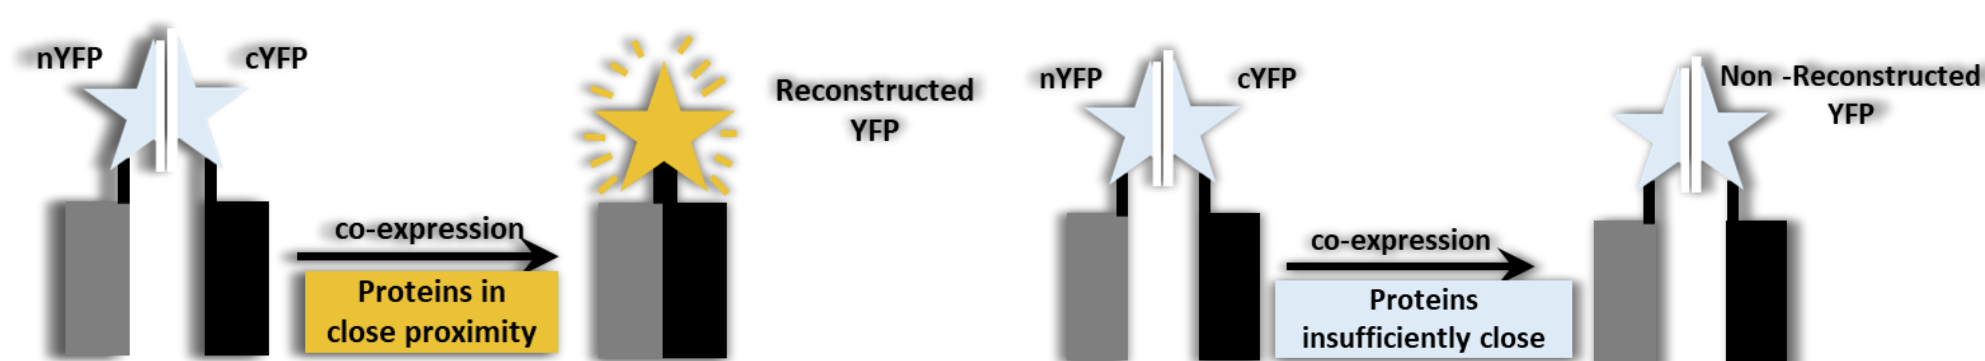 nYFP
cYFP
co-expression
Proteins in
close proximity
Reconstructed
YFP
nYFP
cYFP
co-expression
Proteins
insufficiently close
Non -Reconstructed
YFP